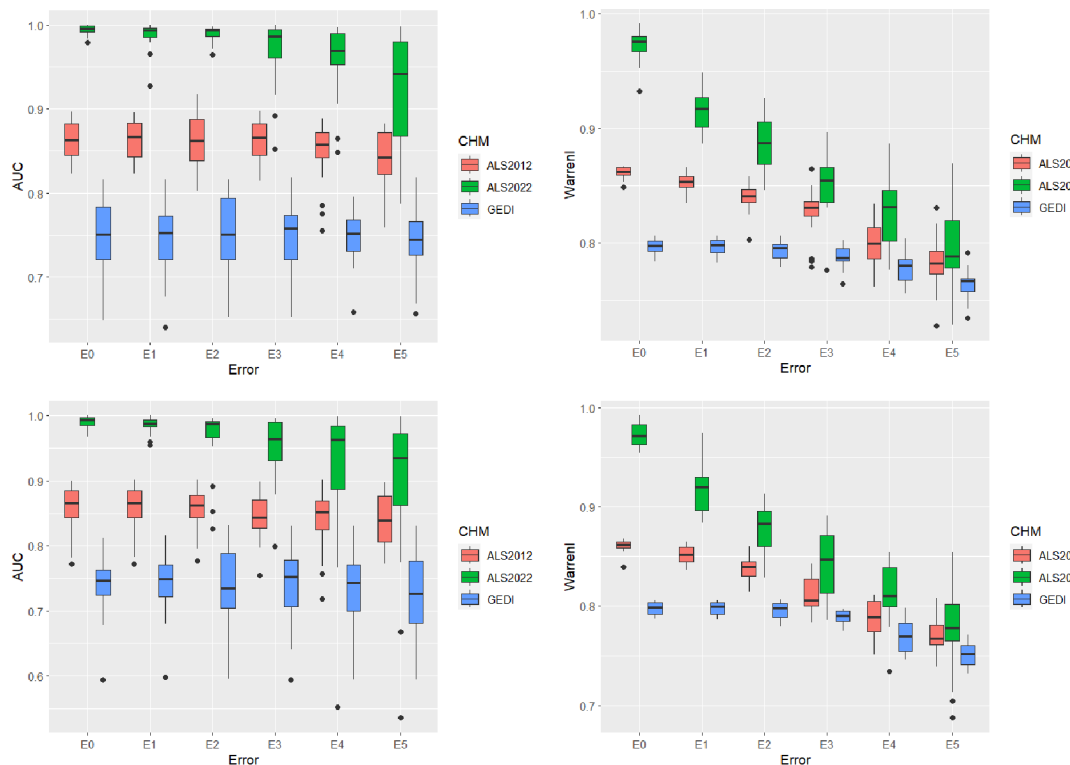 1.0
0.9
0.8
0.7
AUC
E0 E1 E2 E3 E4 E5
Error
CHM
ALS2012
ALS2022
GEDI
1.0
0.9
0.8
WarrenI
E0 E1 E2 E3 E4 E5
Error
CHM
ALS20
ALS20
GEDI
1.0
0.9
0.8
0.7
0.6
AUC
E0 E1 E2 E3 E4 E5
Error
CHM
ALS2012
ALS2022
GEDI
1.0
0.9
0.8
0.7
WarrenI
E0 E1 E2 E3 E4 E5
Error
CHM
ALS20
ALS20
GEDI